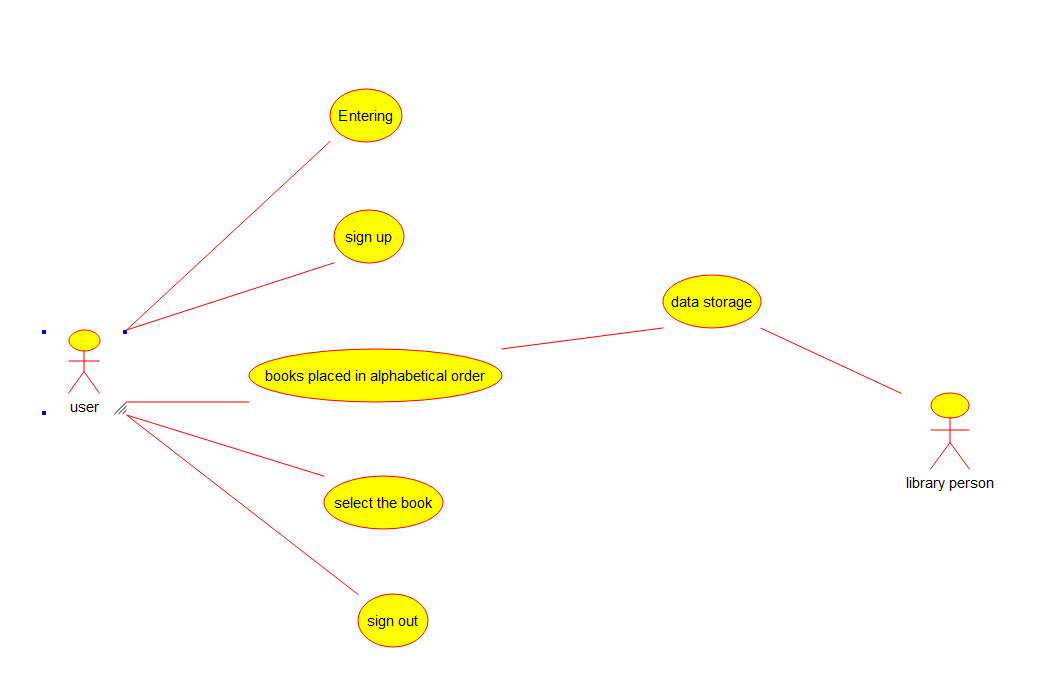 Entering
sign up
data storage
books placed in alphabetical order
user
library person
select the book
sign out